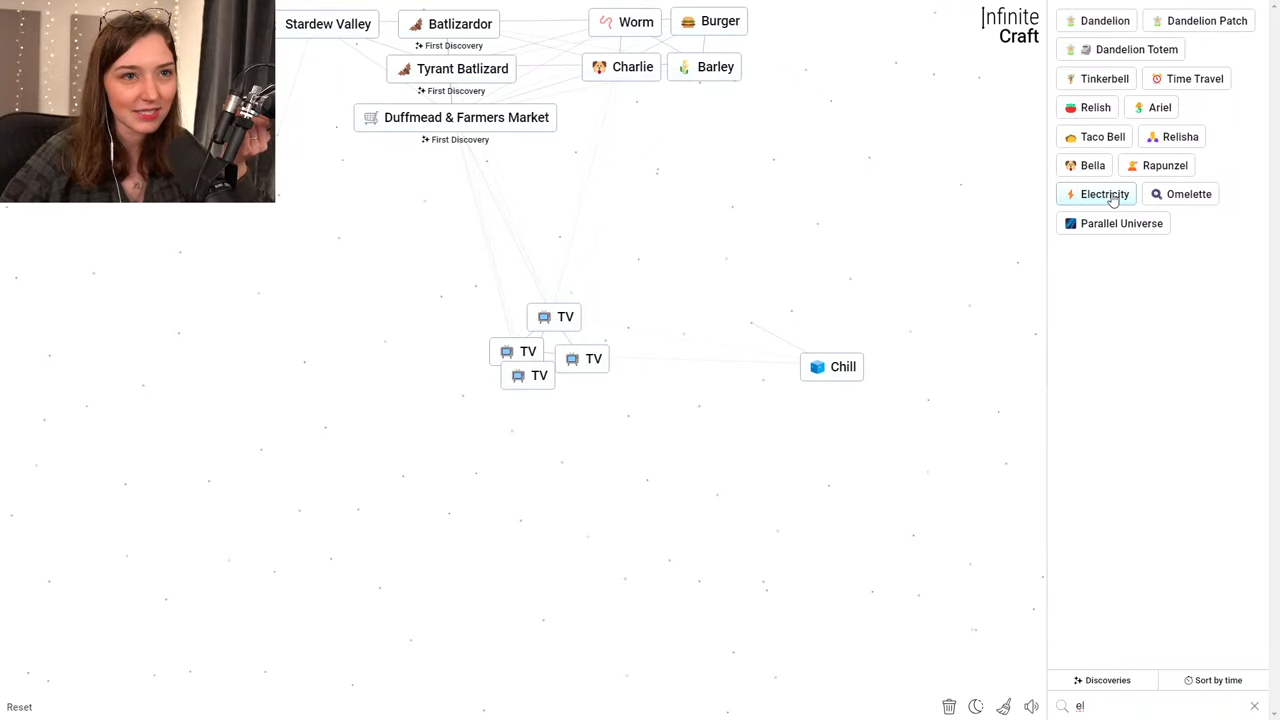 Stardew Valley
Batlizardor
First Discovery
Worm
Burger
Tyrant Batlizard
First Discovery
Charlie
Barley
Duffmead & Farmers Market
First Discovery
TV
TV
TV
TV
Chill
Infinite
Craft
Dandelion
Dandelion Patch
Dandelion Totem
Tinkerbell
Time Travel
Relish
Ariel
Taco Bell
Relisha
Bella
Rapunzel
Electricity
Omelette
Parallel Universe
Discoveries
Sort by time
el
Reset